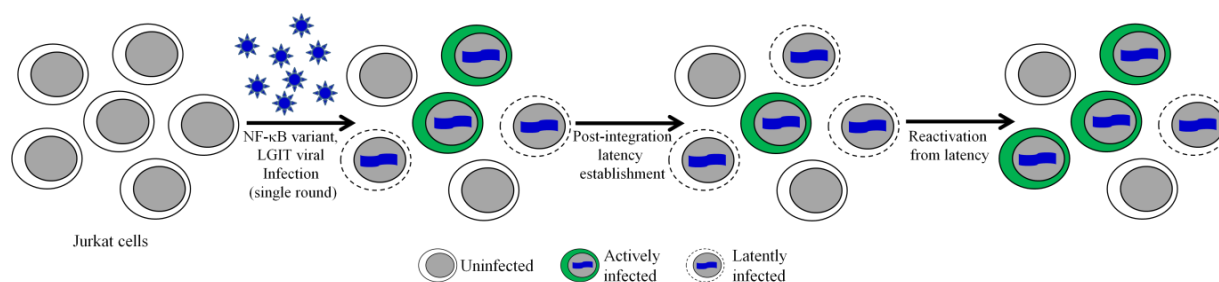 NF-κB variant,
LGIT viral
Infection
(single round)
Post-integration
latency
establishment
Reactivation
from latency
Jurkat cells
Uninfected
Actively
infected
Latently
infected